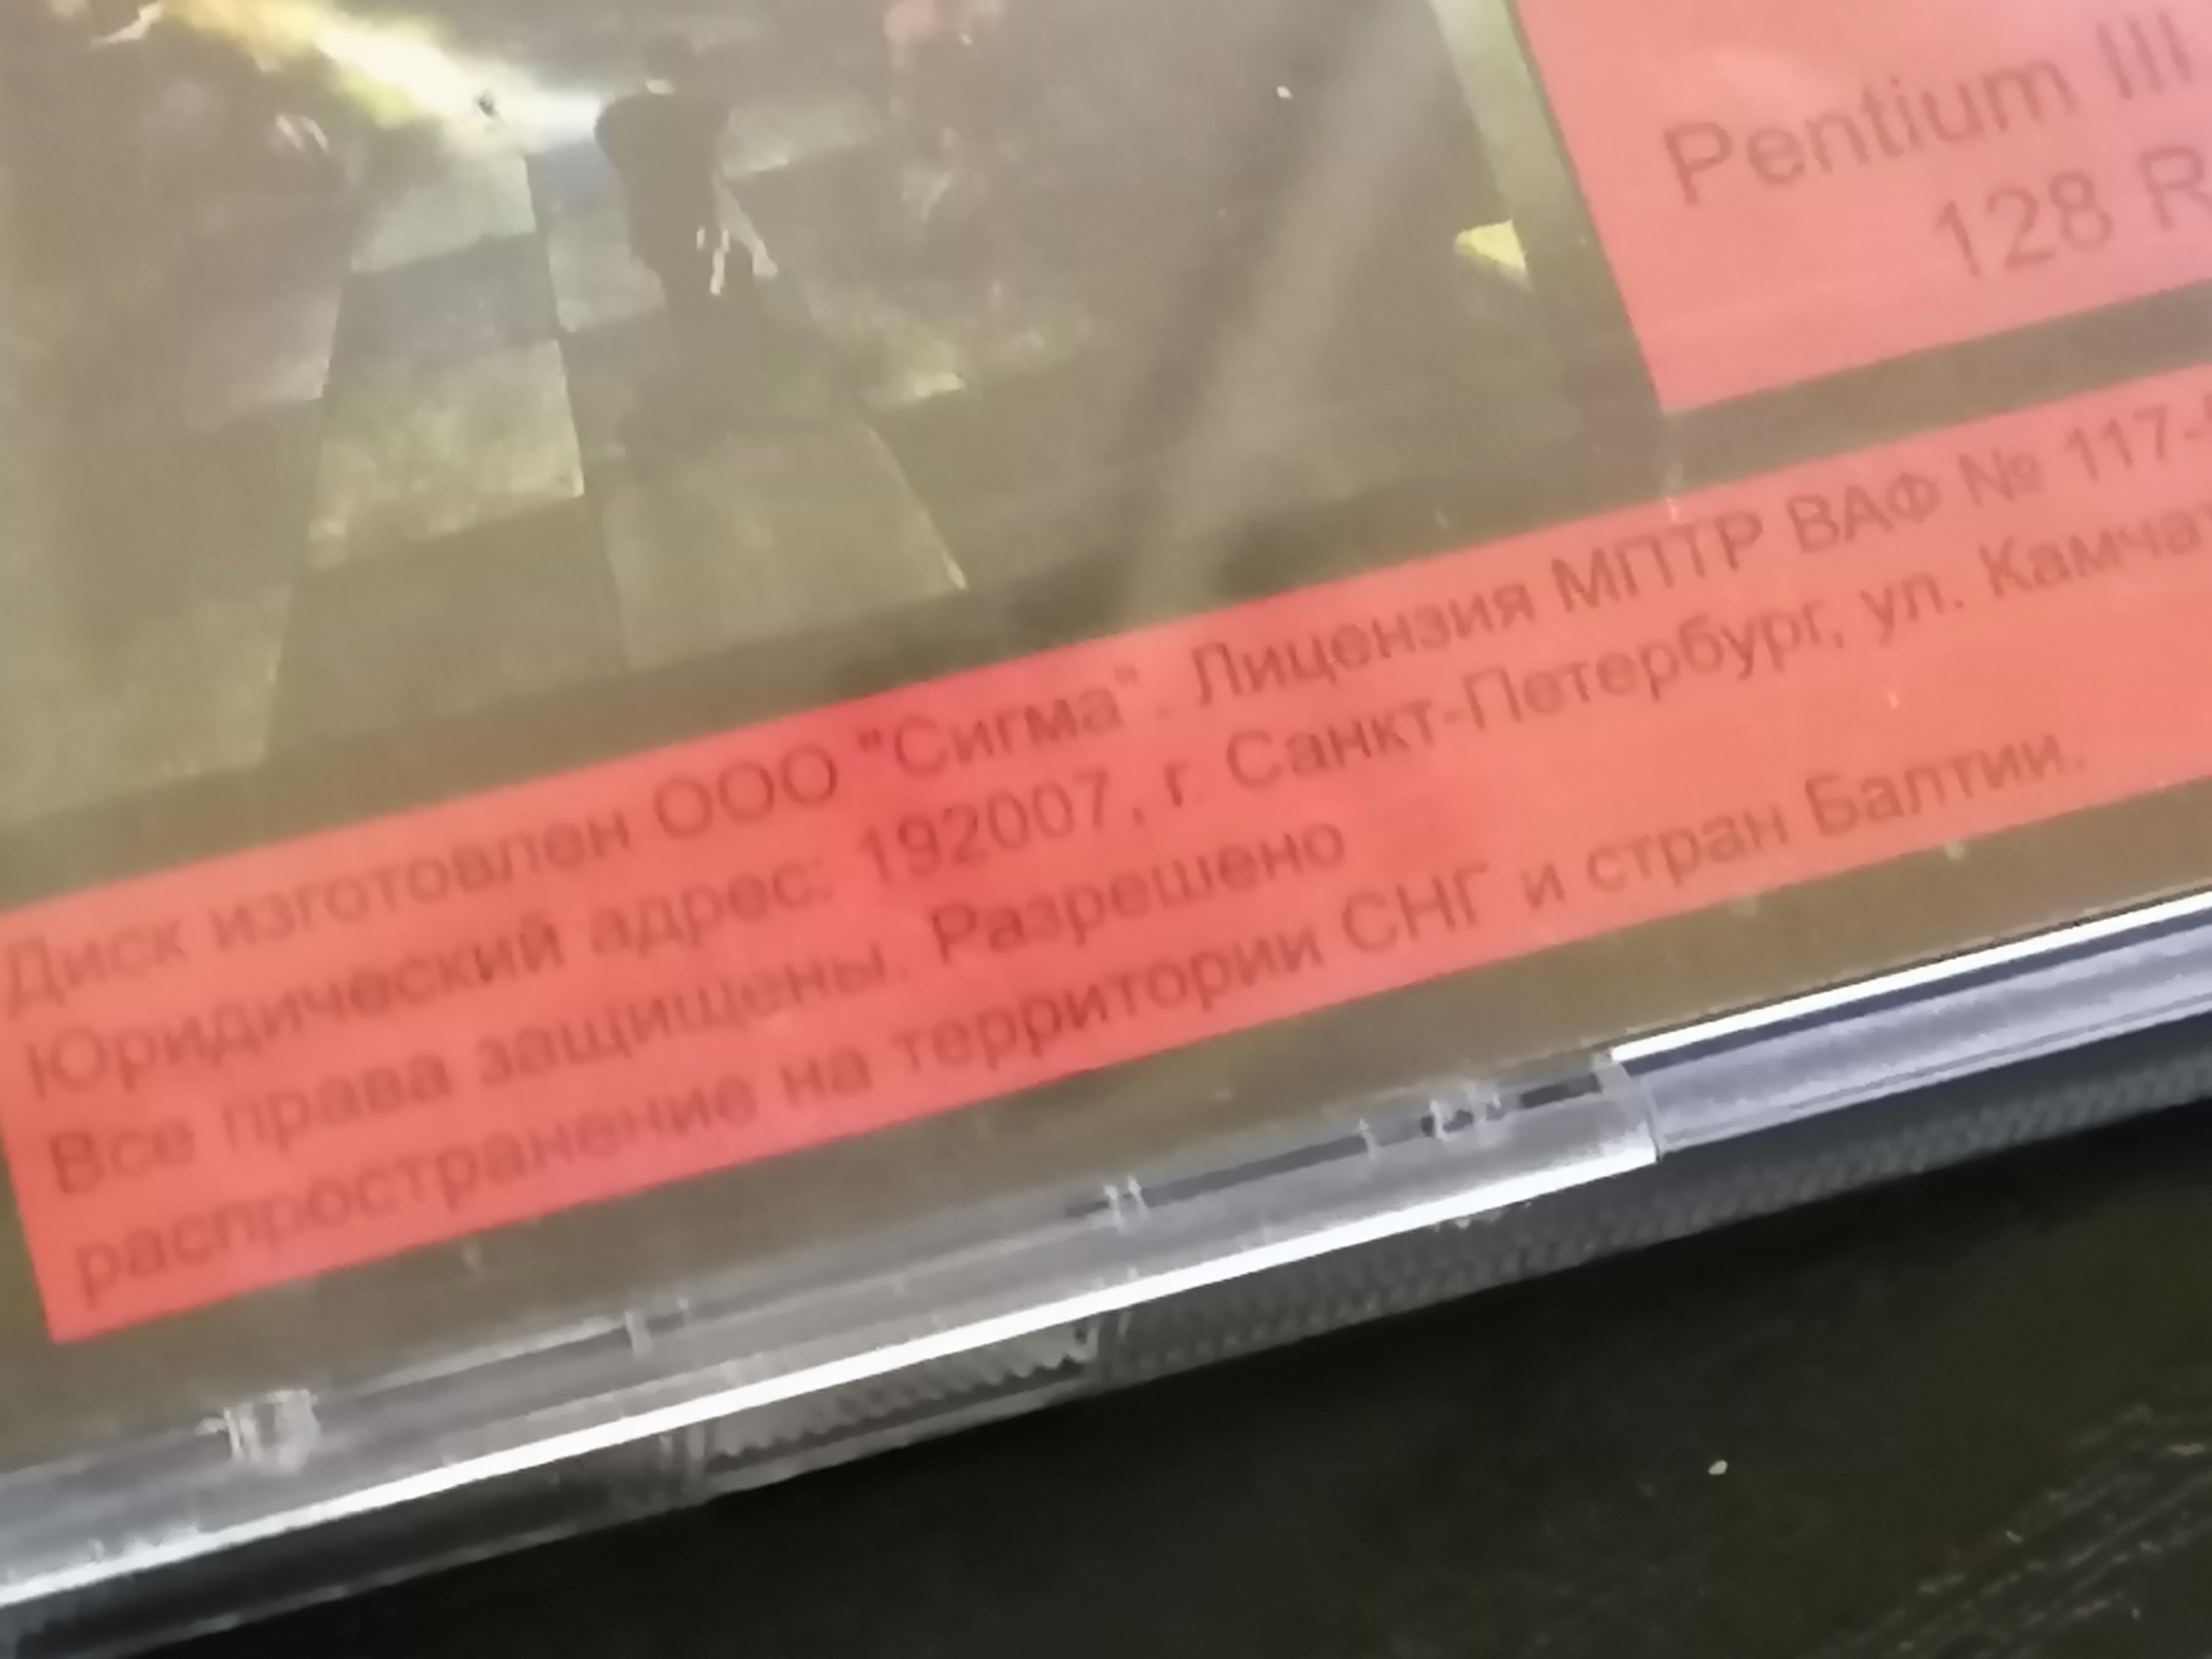 Pentium III
128
Диск изготовлен ООО "Сигма". Лицензия МПТР ВАФ № 117-
Юридический адрес: 192007, г. Санкт-Петербург, ул.
Все права защищены. Разрешено
распространение на территории СНГ и стран Балтии.